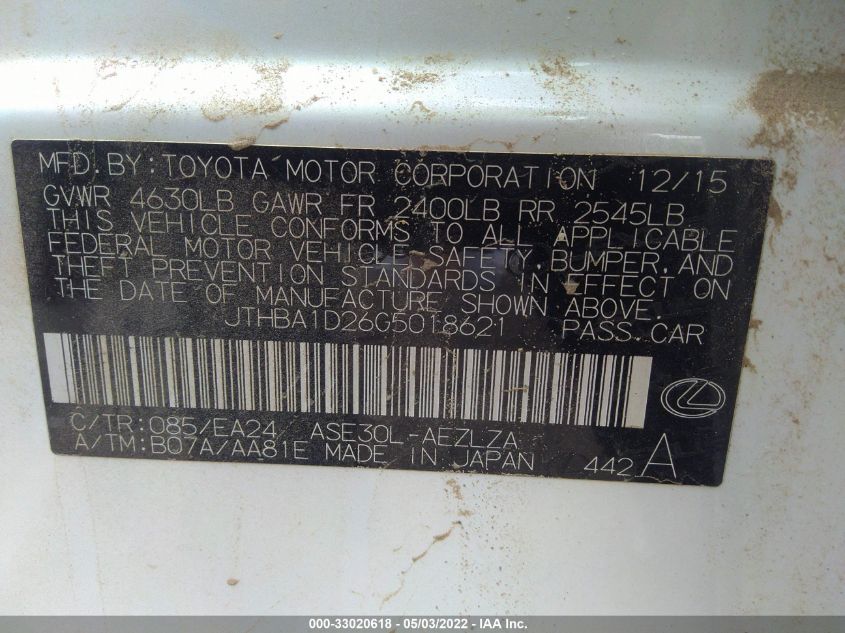 MFD. BY: TOYOTA MOTOR CORPORATION 12/15
GVWR 4630LB GAWR FR 2400LB RR 2545LB
THIS VEHICLE CONFORMS TO ALL APPLICABLE
FEDERAL MOTOR VEHICLE SAFETY, BUMPER, AND
THEFT PREVENTION STANDARDS IN EFFECT ON
THE DATE OF MANUFACTURE SHOWN ABOVE.
JTHBA1D26G5018621 PASS. CAR
C/TR: 085/EA24 ASE30L-AEZLZA
A/TM: B07A/AA81E MADE IN JAPAN 442 A
000-33020618 - 05/03/2022 - IAA Inc.